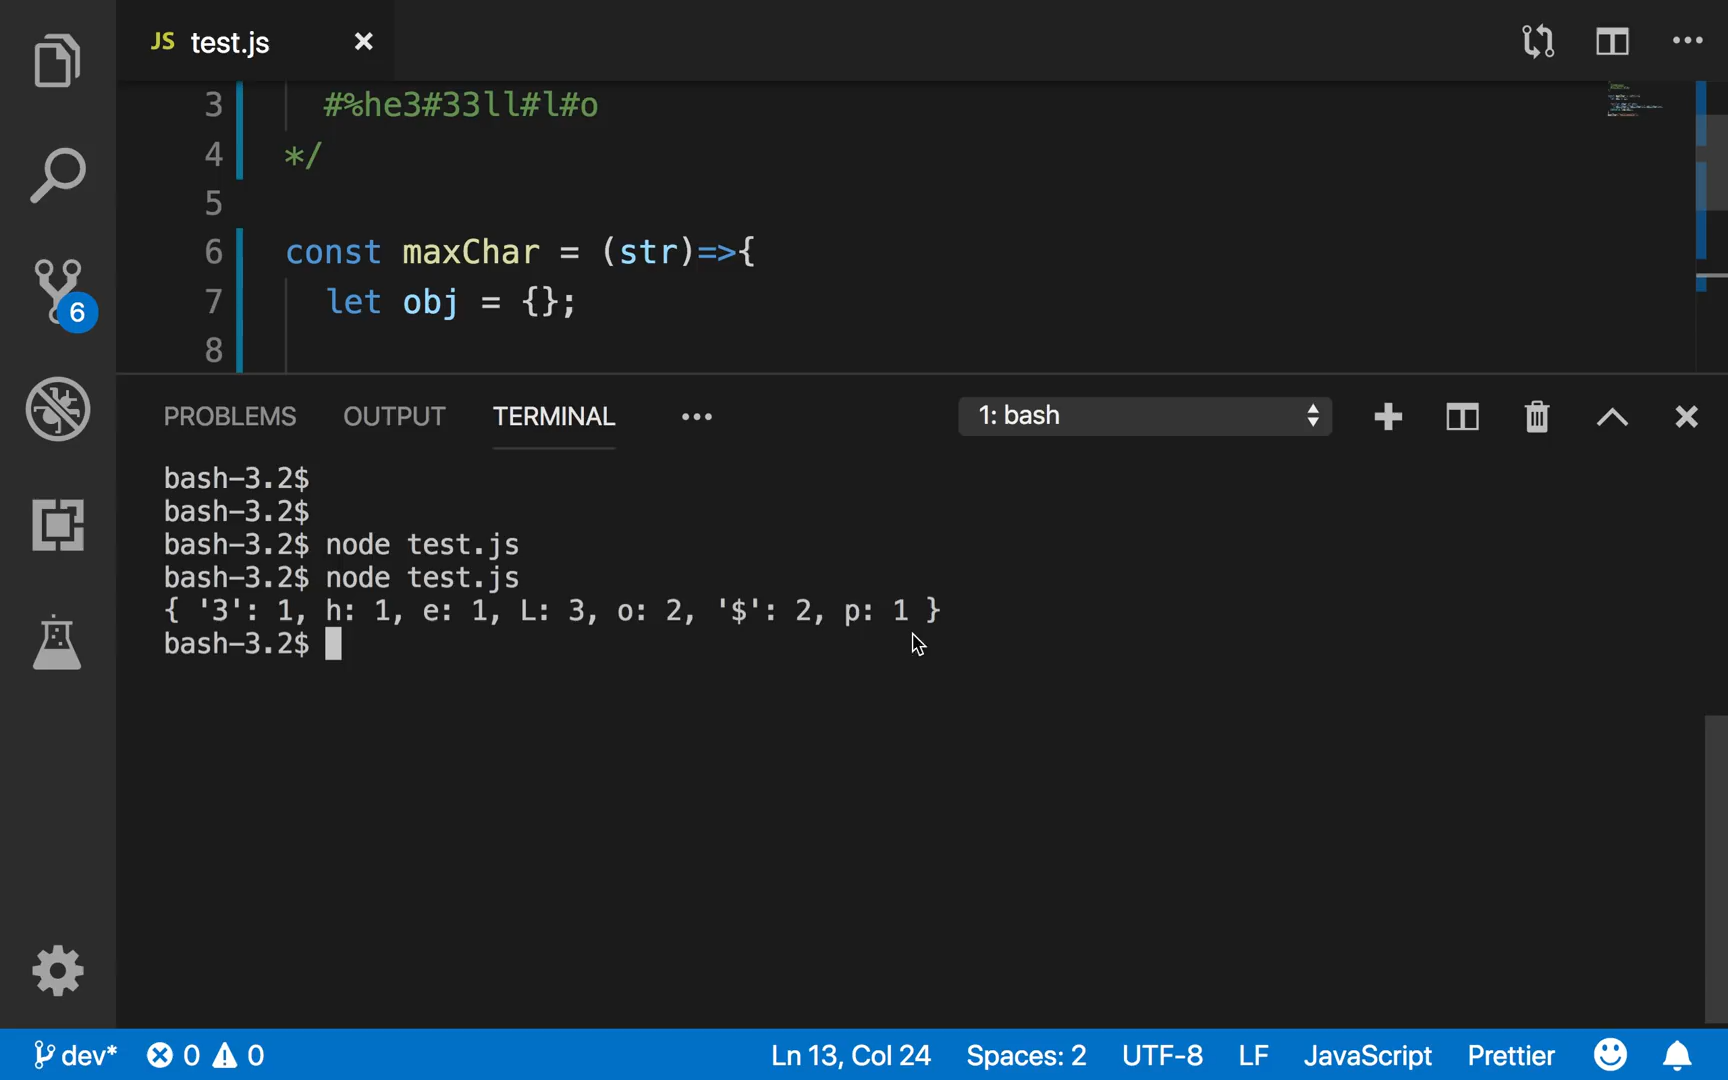 JS test.js
3 #%he3#33ll#l#o
4 */
5
6 const maxChar = (str)=>{
7 let obj = {};
8
6
PROBLEMS OUTPUT TERMINAL 1: bash
bash-3.2$
bash-3.2$
bash-3.2$ node test.js
bash-3.2$ node test.js
{ '3': 1, h: 1, e: 1, L: 3, o: 2, '$': 2, p: 1 }
bash-3.2$
dev* 0 0 Ln 13, Col 24 Spaces: 2 UTF-8 LF JavaScript Prettier